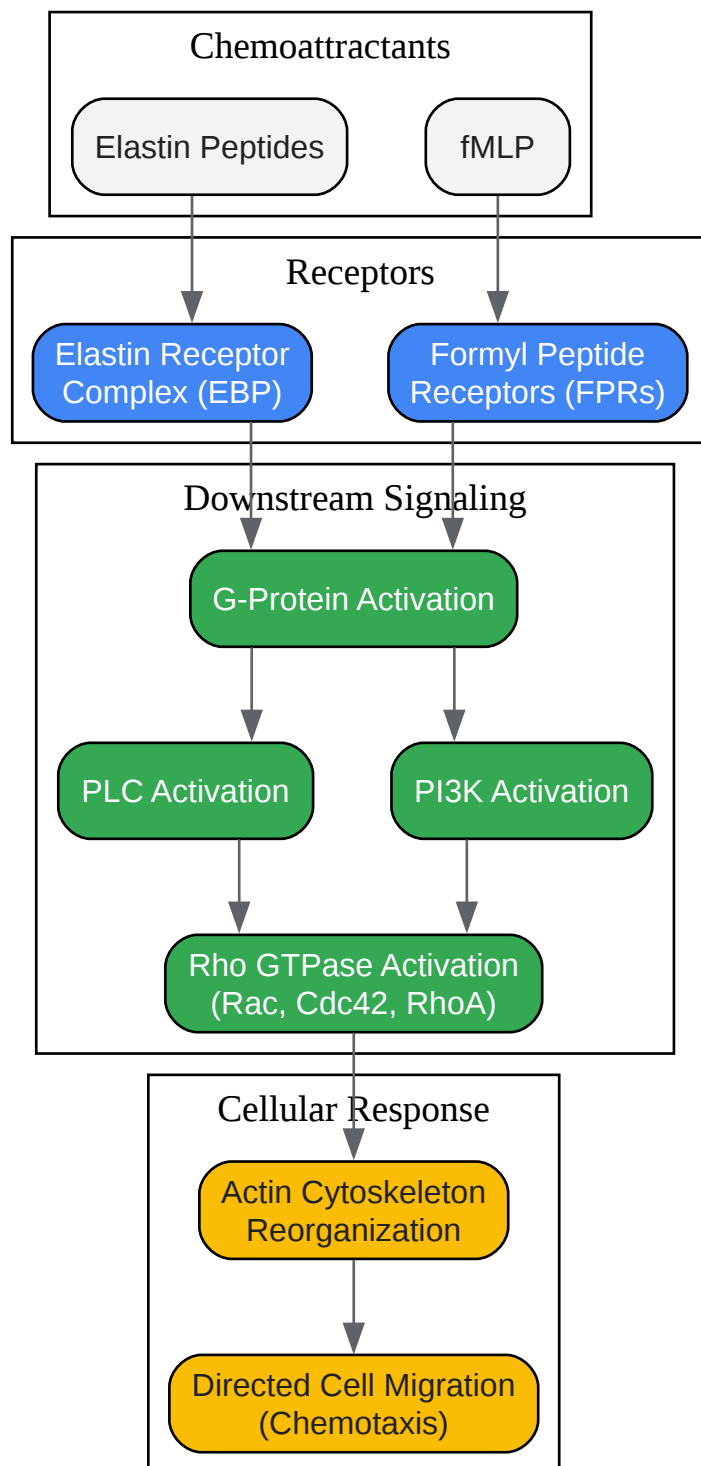 Chemoattractants
Elastin Peptides
fMLP
Receptors
Elastin Receptor
Complex (EBP)
Formyl Peptide
Receptors (FPRs)
Downstream Signaling
G-Protein Activation
PLC Activation
PI3K Activation
Rho GTPase Activation
(Rac, Cdc42, RhoA)
Cellular Response
Actin Cytoskeleton
Reorganization
Directed Cell Migration
(Chemotaxis)